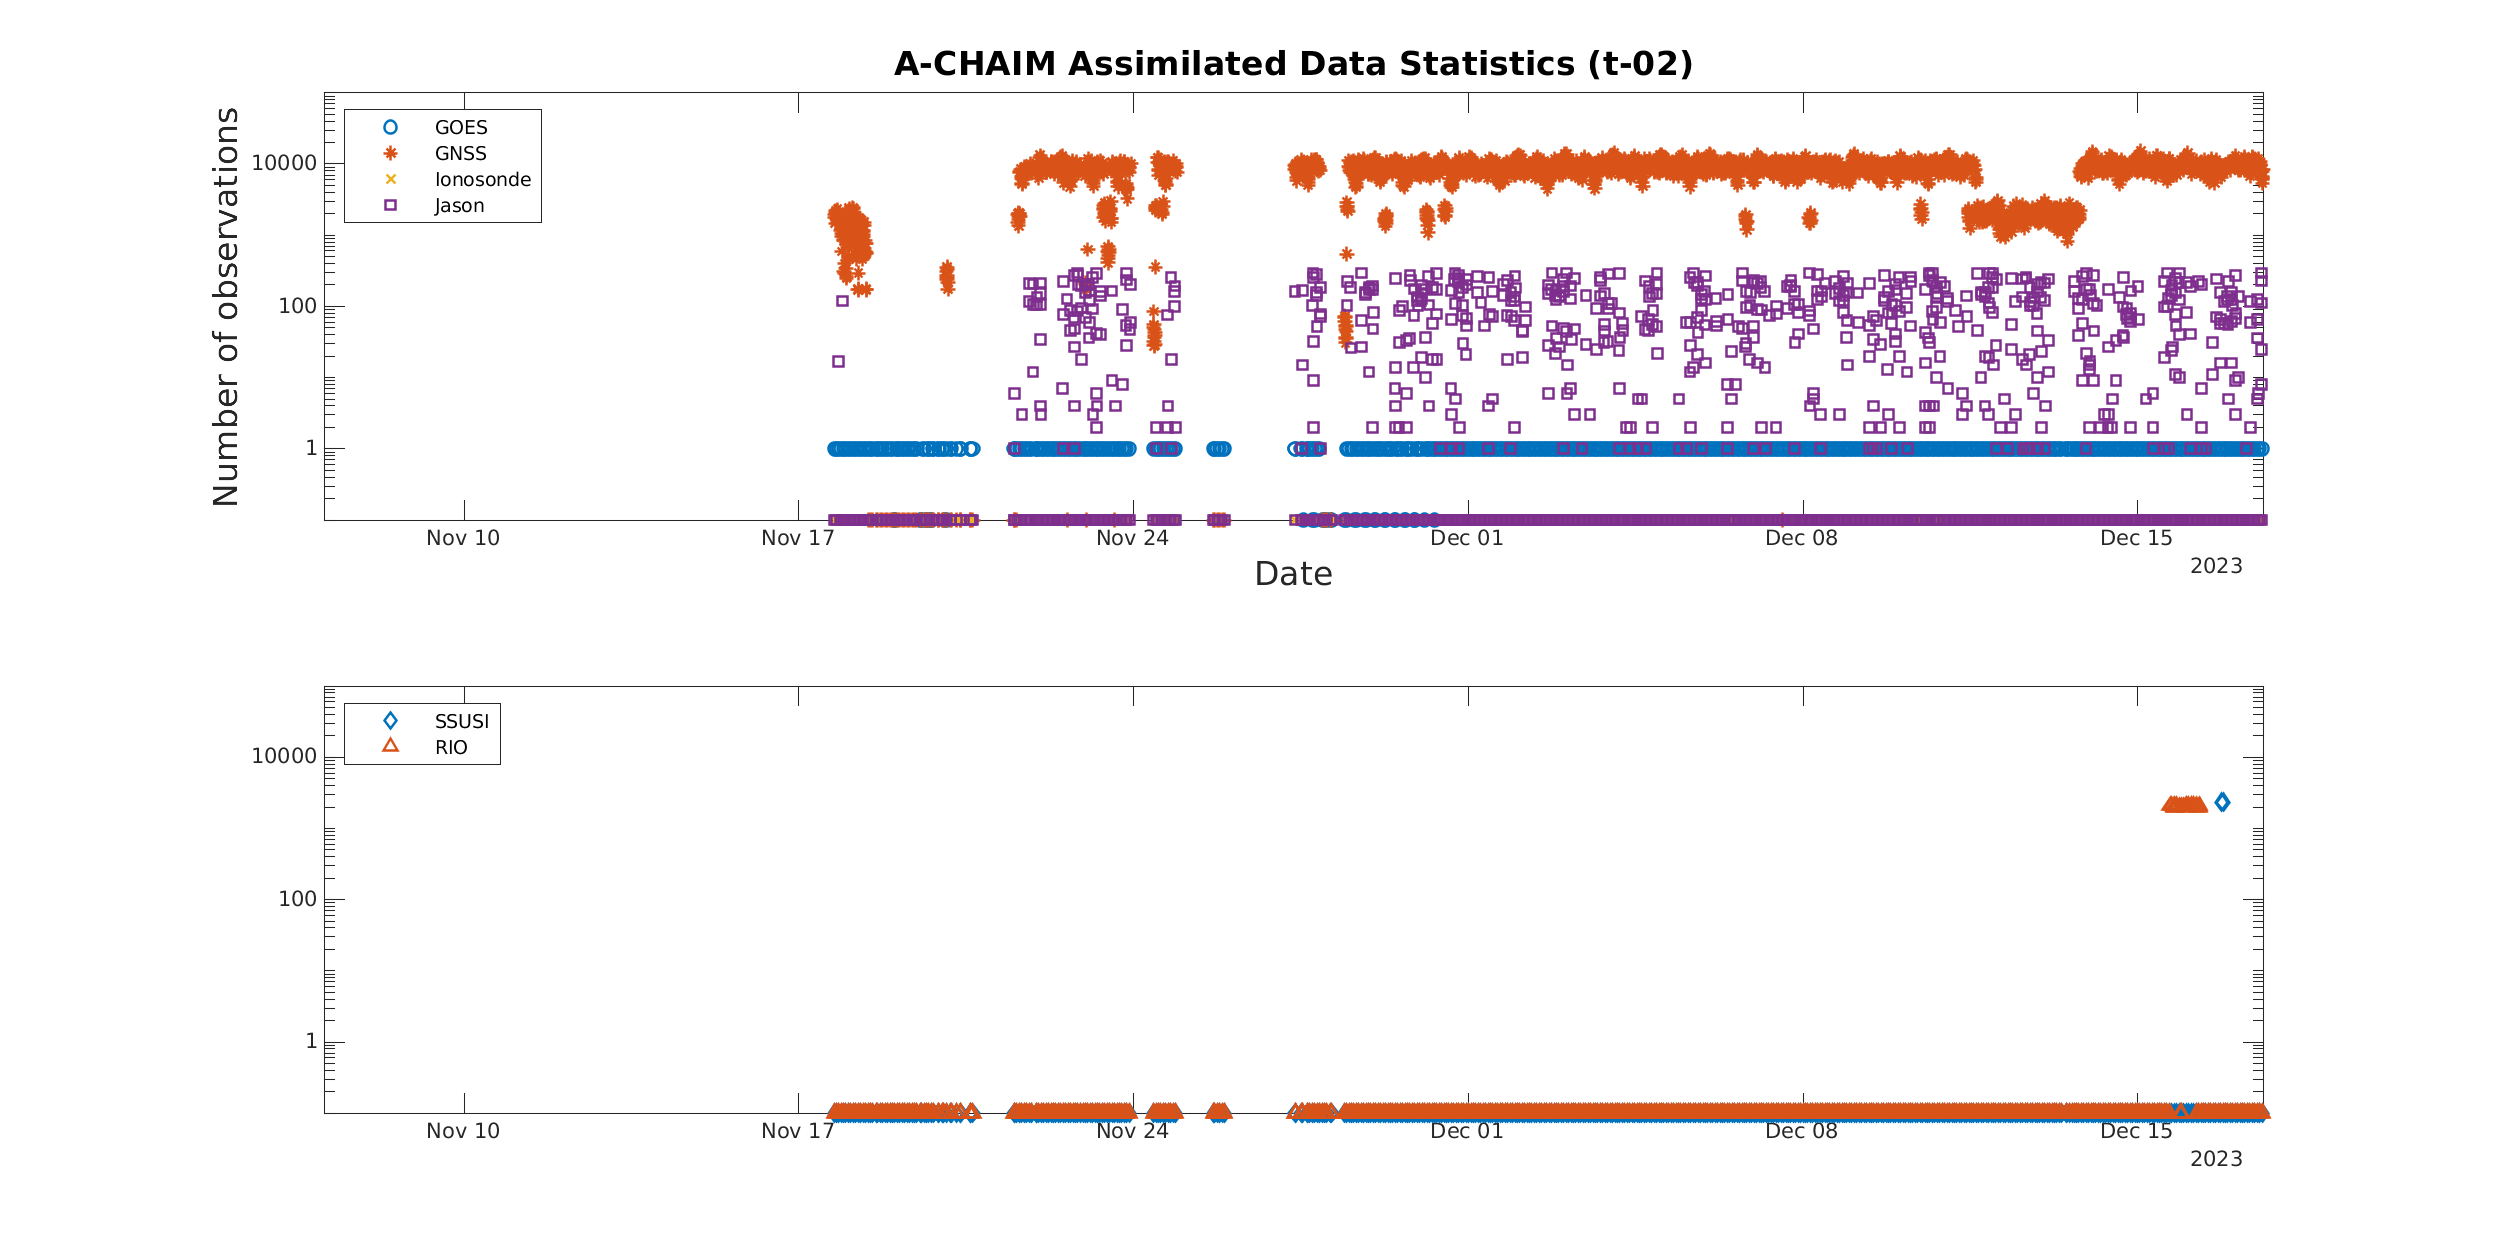 A-CHAIM Assimilated Data Statistics (t-02)
Number of observations
10000
100
1
GOES
GNSS
Ionosonde
Jason
Nov 10 Nov 17 Nov 24 Dec 01 Dec 08 Dec 15
2023
Date
10000
100
1
SSUSI
RIO
Nov 10 Nov 17 Nov 24 Dec 01 Dec 08 Dec 15
2023